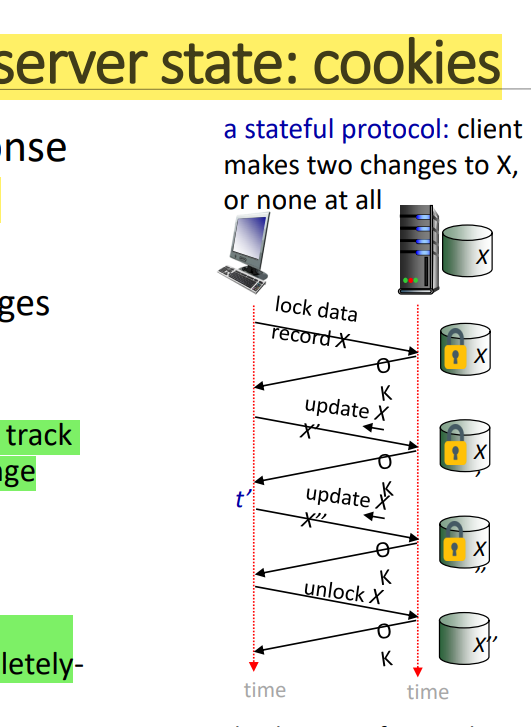 server state: cookies
onse
a stateful protocol: client
makes two changes to X,
or none at all
X
ges
lock data
record X
O
K
X
update X
X'
O
K
X
'
track
age
t'
update X
X''
O
K
X
''
unlock X
O
K
X''
letely-
time
time